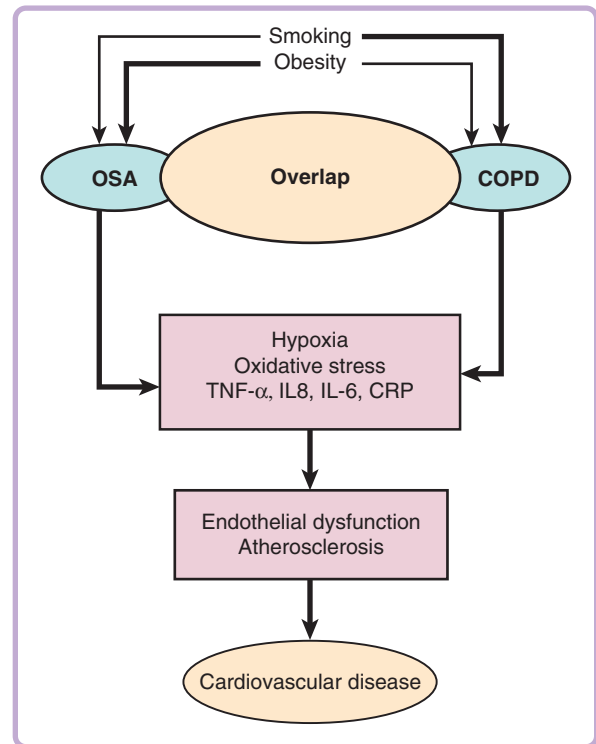 Smoking
Obesity
OSA
Overlap
COPD
Hypoxia
Oxidative stress
TNF-α, IL8, IL-6, CRP
Endothelial dysfunction
Atherosclerosis
Cardiovascular disease